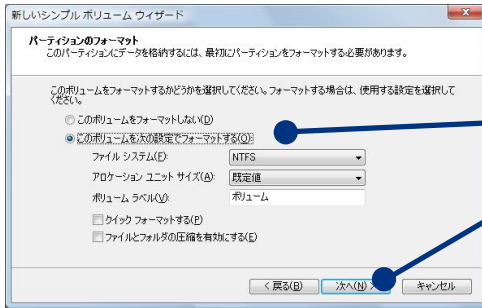 新しいシンプル ボリューム ウィザード
パーティションのフォーマット
このパーティションにデータを格納するには、最初にパーティションをフォーマットする必要があります。
このボリュームをフォーマットするかどうかを選択してください。フォーマットする場合は、使用する設定を選択して
ください。
このボリュームをフォーマットしない(D)
このボリュームを次の設定でフォーマットする(O):
ファイル システム(F): NTFS
アロケーション ユニット サイズ(A): 既定値
ボリューム ラベル(V): ボリューム
クイック フォーマットする(P)
ファイルとフォルダの圧縮を有効にする(E)
< 戻る(B) 次へ(N) > キャンセル